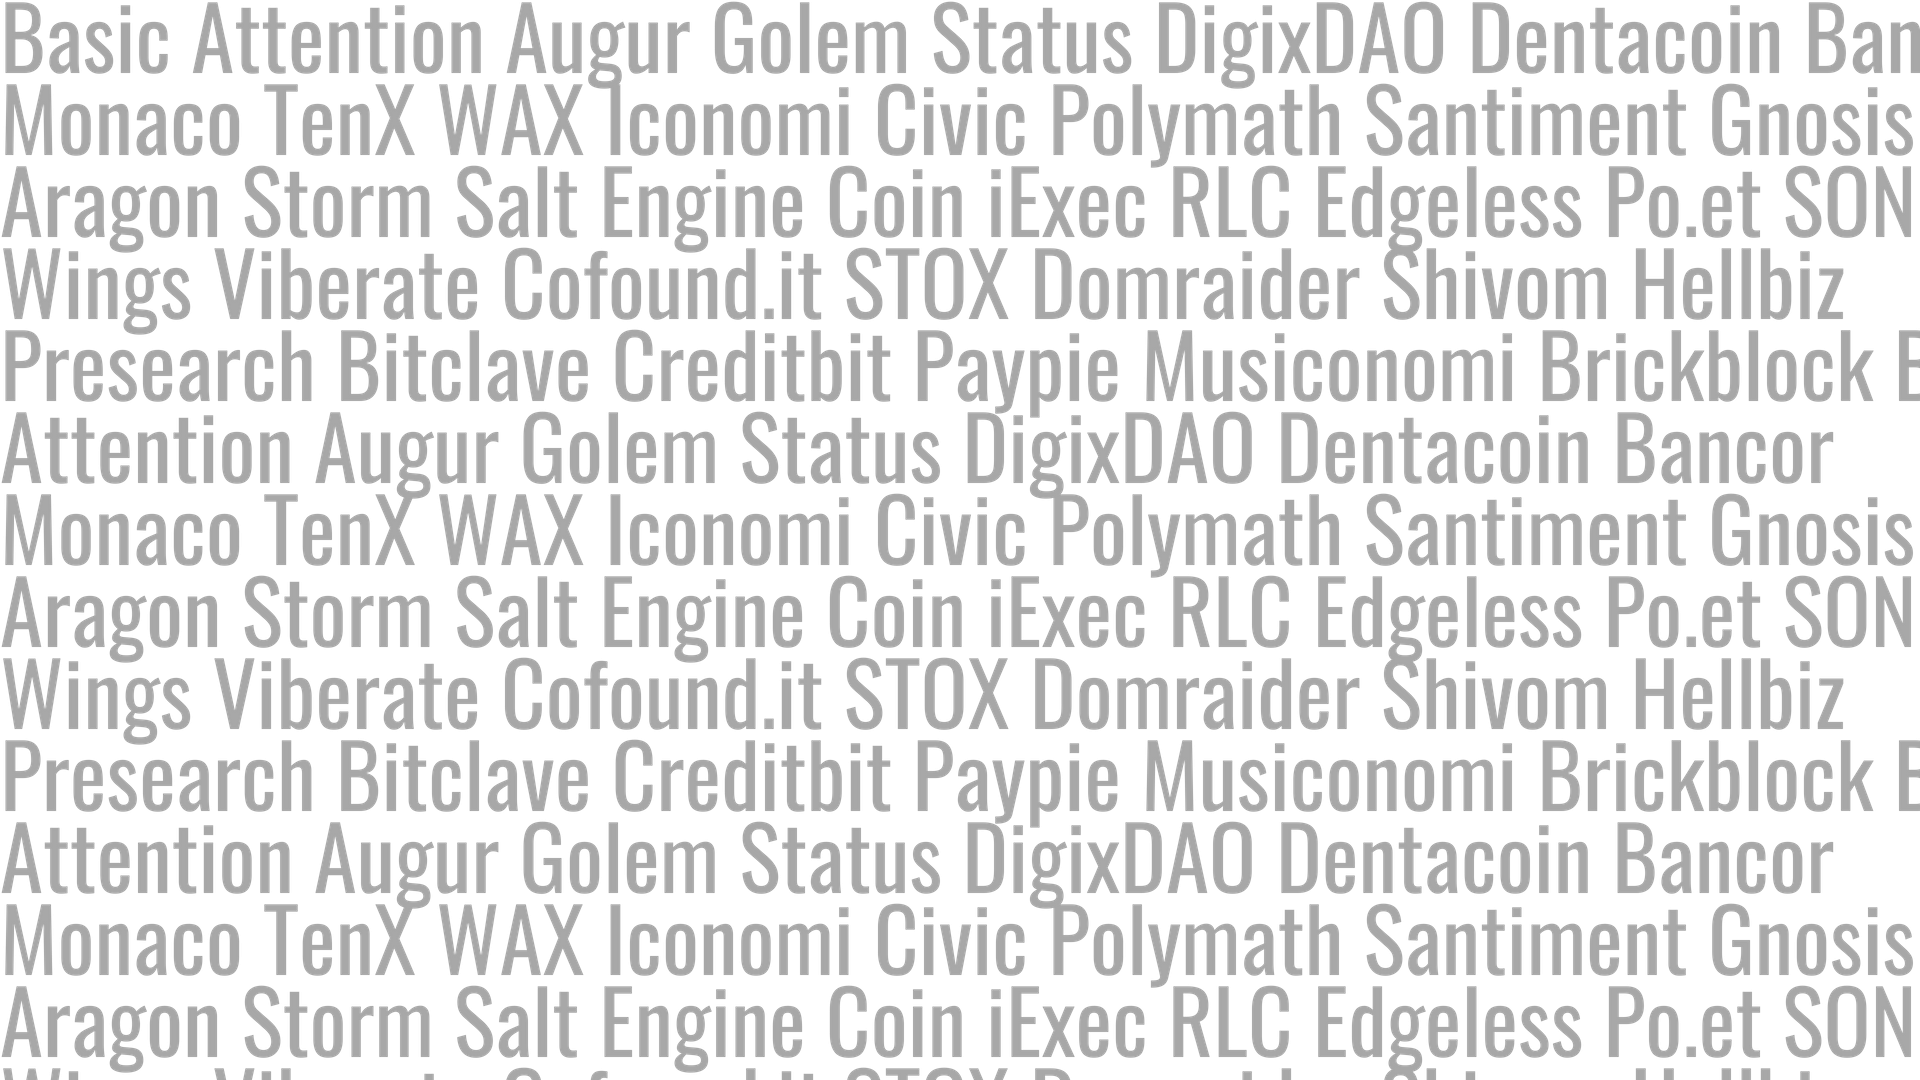 Basic Attention Augur Golem Status DigixDAO Dentacoin Ban
Monaco TenX WAX Iconomi Civic Polymath Santiment Gnosis
Aragon Storm Salt Engine Coin iExec RLC Edgeless Po.et SON
Wings Viberate Cofound.it STOX Domraider Shivom Hellbiz
Presearch Bitclave Creditbit Paypie Musiconomi Brickblock
Attention Augur Golem Status DigixDAO Dentacoin Bancor
Monaco TenX WAX Iconomi Civic Polymath Santiment Gnosis
Aragon Storm Salt Engine Coin iExec RLC Edgeless Po.et SON
Wings Viberate Cofound.it STOX Domraider Shivom Hellbiz
Presearch Bitclave Creditbit Paypie Musiconomi Brickblock
Attention Augur Golem Status DigixDAO Dentacoin Bancor
Monaco TenX WAX Iconomi Civic Polymath Santiment Gnosis
Aragon Storm Salt Engine Coin iExec RLC Edgeless Po.et SON